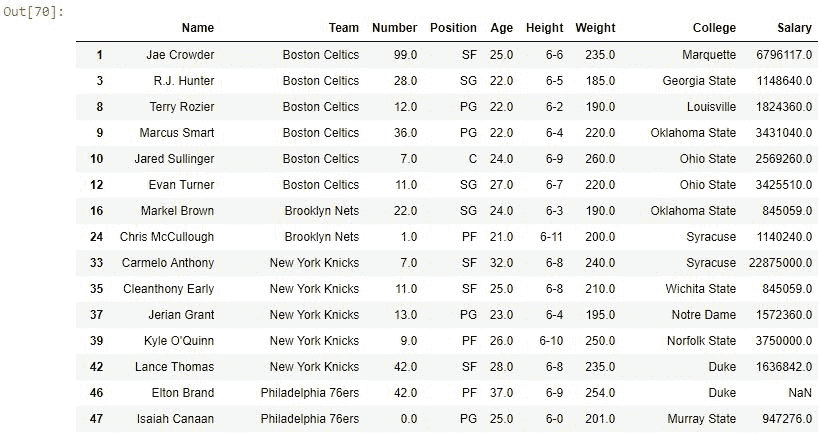 Out[70]:
Name Team Number Position Age Height Weight College Salary
1 Jae Crowder Boston Celtics 99.0 SF 25.0 6-6 235.0 Marquette 6796117.0
3 R.J. Hunter Boston Celtics 28.0 SG 22.0 6-5 185.0 Georgia State 1148640.0
8 Terry Rozier Boston Celtics 12.0 PG 22.0 6-2 190.0 Louisville 1824360.0
9 Marcus Smart Boston Celtics 36.0 PG 22.0 6-4 220.0 Oklahoma State 3431040.0
10 Jared Sullinger Boston Celtics 7.0 C 24.0 6-9 260.0 Ohio State 2569260.0
12 Evan Turner Boston Celtics 11.0 SG 27.0 6-7 220.0 Ohio State 3425510.0
16 Markel Brown Brooklyn Nets 22.0 SG 24.0 6-3 190.0 Oklahoma State 845059.0
24 Chris McCullough Brooklyn Nets 1.0 PF 21.0 6-11 200.0 Syracuse 1140240.0
33 Carmelo Anthony New York Knicks 7.0 SF 32.0 6-8 240.0 Syracuse 22875000.0
35 Cleanthony Early New York Knicks 11.0 SF 25.0 6-8 210.0 Wichita State 845059.0
37 Jerian Grant New York Knicks 13.0 PG 23.0 6-4 195.0 Notre Dame 1572360.0
39 Kyle O'Quinn New York Knicks 9.0 PF 26.0 6-10 250.0 Norfolk State 3750000.0
42 Lance Thomas New York Knicks 42.0 SF 28.0 6-8 235.0 Duke 1636842.0
46 Elton Brand Philadelphia 76ers 42.0 PF 37.0 6-9 254.0 Duke NaN
47 Isaiah Canaan Philadelphia 76ers 0.0 PG 25.0 6-0 201.0 Murray State 947276.0